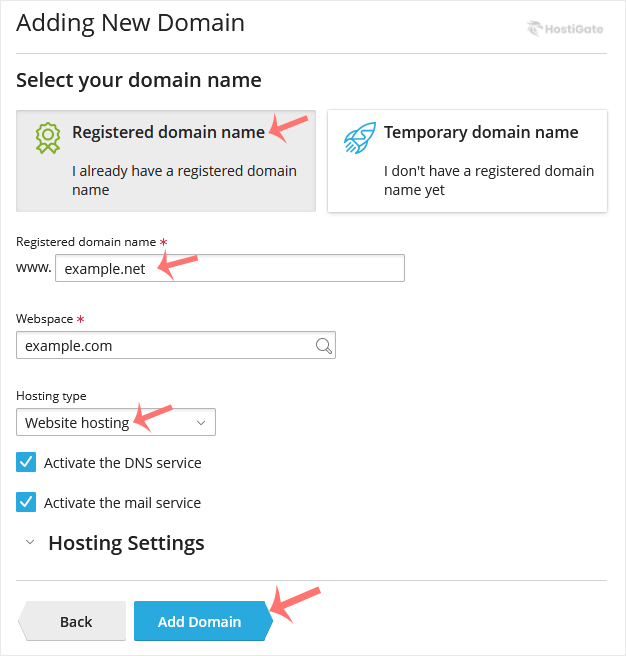 Adding New Domain
HostiGate
Select your domain name
Registered domain name
I already have a registered domain
name
Temporary domain name
I don't have a registered domain
name yet
Registered domain name *
www. example.net
Webspace *
example.com
Hosting type
Website hosting
Activate the DNS service
Activate the mail service
Hosting Settings
Back
Add Domain